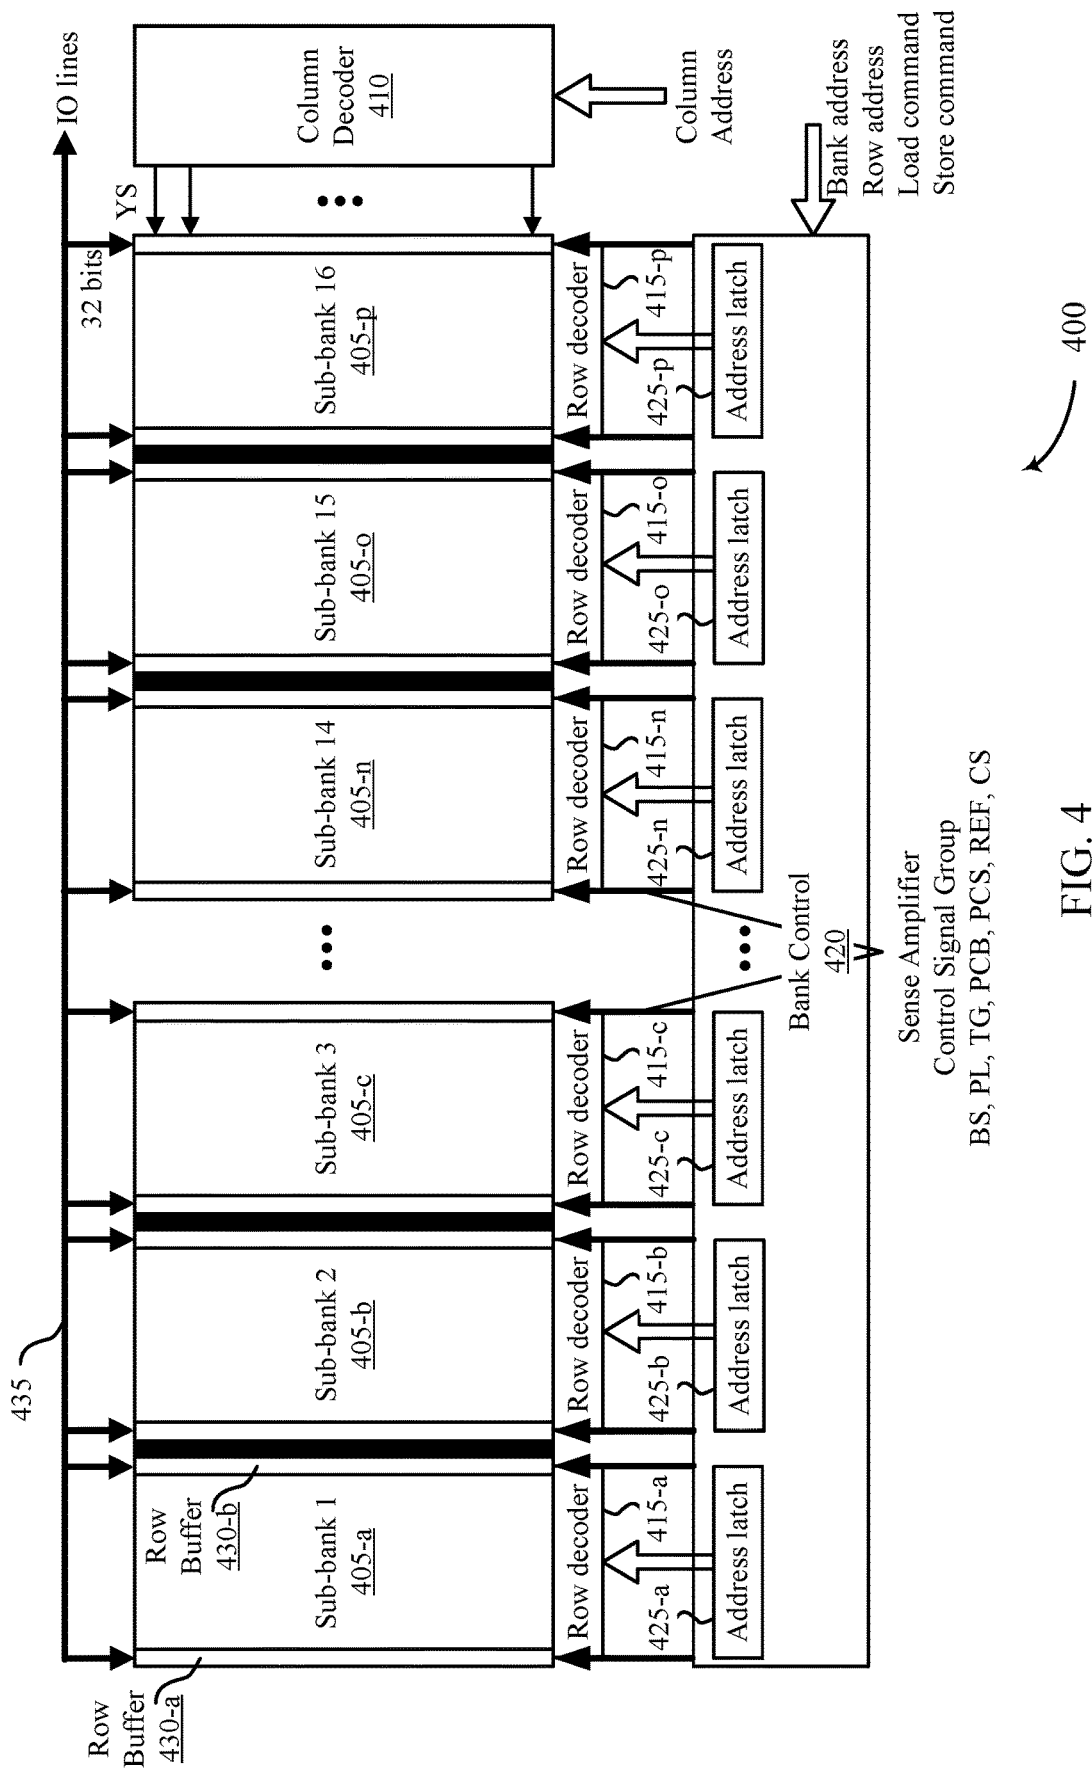 435
IO lines
32 bits
YS
Row
Buffer
430-a
Row
Buffer
430-b
Sub-bank 1
405-a
Sub-bank 2
405-b
Sub-bank 3
405-c
Sub-bank 14
405-n
Sub-bank 15
405-o
Sub-bank 16
405-p
Column
Decoder
410
Column
Address
Row decoder
Row decoder
Row decoder
Row decoder
Row decoder
Row decoder
425-a
415-a
425-b
415-b
425-c
415-c
425-n
415-n
425-o
415-o
425-p
415-p
Address latch
Address latch
Address latch
Address latch
Address latch
Address latch
Bank Control
420
Bank address
Row address
Load command
Store command
Sense Amplifier
Control Signal Group
BS, PL, TG, PCB, PCS, REF, CS
400
FIG. 4